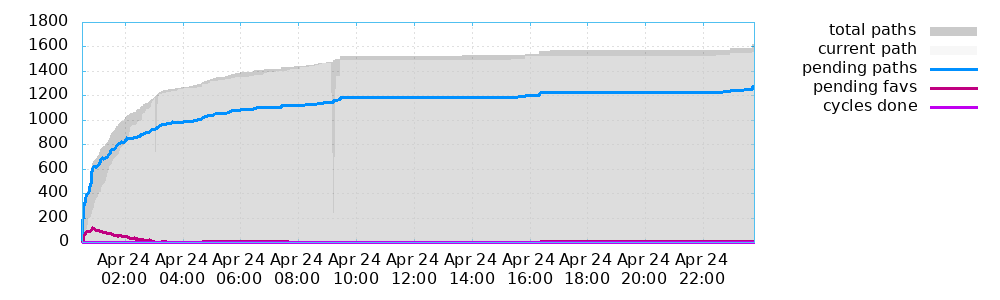 1800
1600
1400
1200
1000
800
600
400
200
0
Apr 24 Apr 24 Apr 24 Apr 24 Apr 24 Apr 24 Apr 24 Apr 24 Apr 24 Apr 24 Apr 24
02:00 04:00 06:00 08:00 10:00 12:00 14:00 16:00 18:00 20:00 22:00
total paths
current path
pending paths
pending favs
cycles done